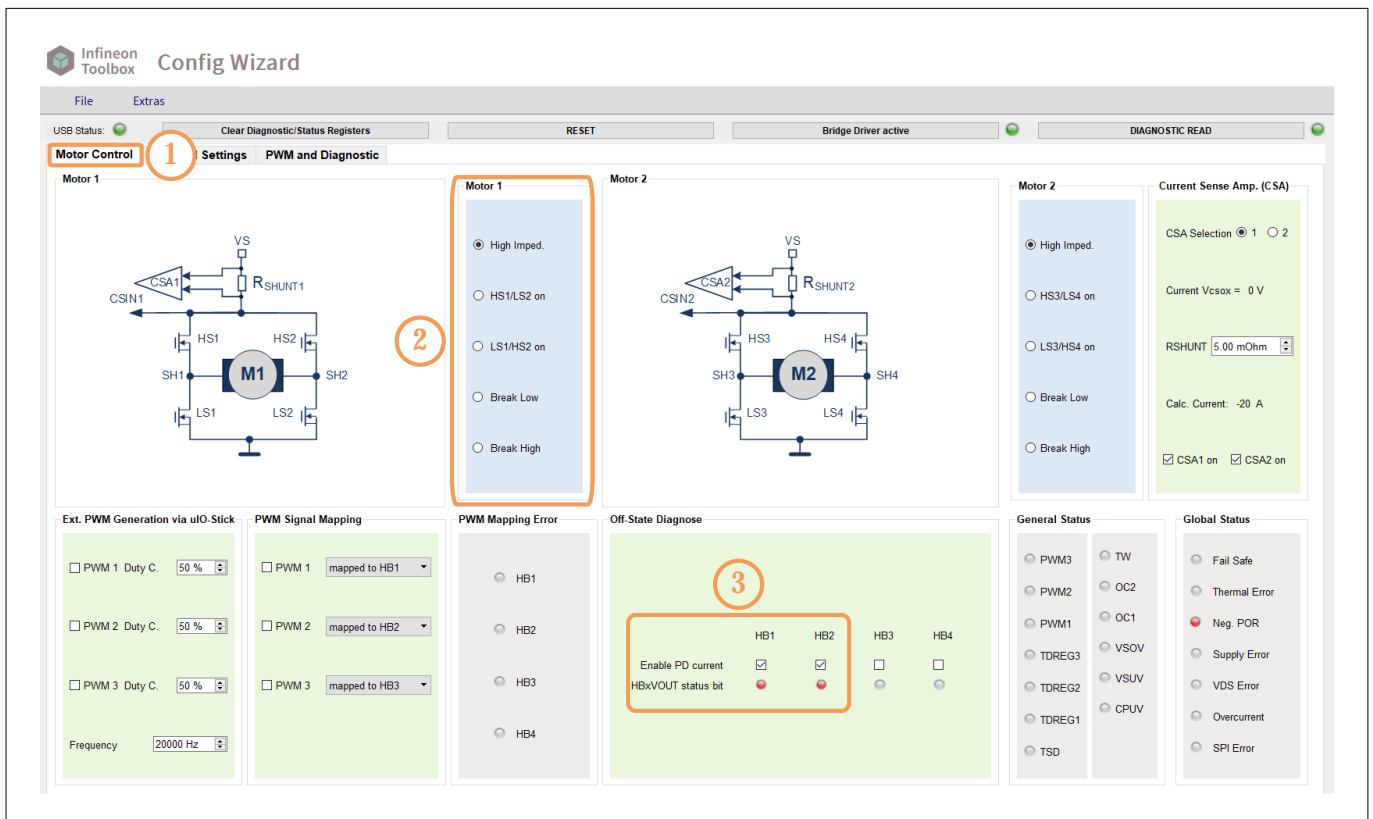 Infineon
Toolbox
Config Wizard
File Extras
USB Status: Clear Diagnostic/Status Registers RESET Bridge Driver active DIAGNOSTIC READ
Motor Control 1 Settings PWM and Diagnostic
Motor 1
VS
CSA1
RSHUNT1
CSIN1
HS1 HS2
SH1 M1 SH2
LS1 LS2
Motor 1
High Imped.
HS1/LS2 on
2
LS1/HS2 on
Break Low
Break High
Motor 2
VS
CSA2
RSHUNT2
CSIN2
HS3 HS4
SH3 M2 SH4
LS3 LS4
Motor 2
High Imped.
HS3/LS4 on
LS3/HS4 on
Break Low
Break High
Current Sense Amp. (CSA)
CSA Selection 1 2
Current Vcsox = 0 V
RSHUNT 5.00 mOhm
Calc. Current: -20 A
CSA1 on CSA2 on
Ext. PWM Generation via uIO-Stick
PWM 1 Duty C. 50 %
PWM 2 Duty C. 50 %
PWM 3 Duty C. 50 %
Frequency 20000 Hz
PWM Signal Mapping
PWM 1 mapped to HB1
PWM 2 mapped to HB2
PWM 3 mapped to HB3
PWM Mapping Error
HB1
HB2
HB3
HB4
Off-State Diagnose
3
HB1 HB2 HB3 HB4
Enable PD current
HBxVOUT status bit
General Status
PWM3 TW
PWM2 OC2
PWM1 OC1
TDREG3 VSOV
TDREG2 VSUV
TDREG1 CPUV
TSD
Global Status
Fail Safe
Thermal Error
Neg. POR
Supply Error
VDS Error
Overcurrent
SPI Error